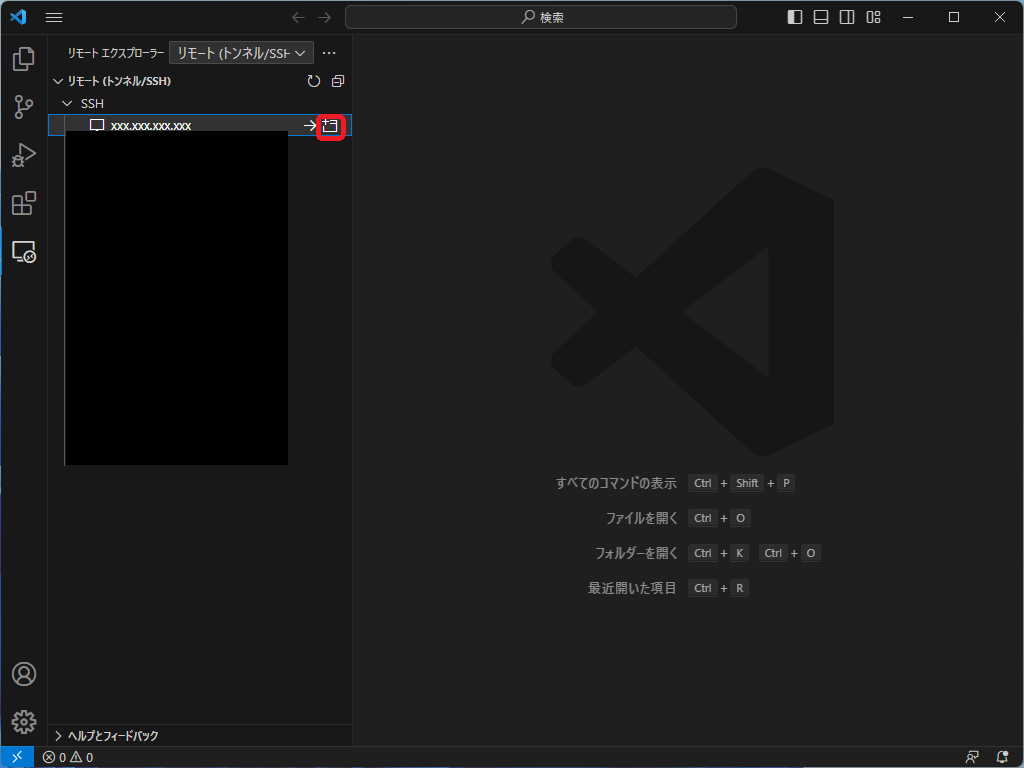 検索
リモート エクスプローラー リモート (トンネル/SSH
リモート (トンネル/SSH)
SSH
xxx.xxx.xxx.xxx
すべてのコマンドの表示 Ctrl + Shift + P
ファイルを開く Ctrl + O
フォルダーを開く Ctrl + K Ctrl + O
最近開いた項目 Ctrl + R
ヘルプとフィードバック
0 0